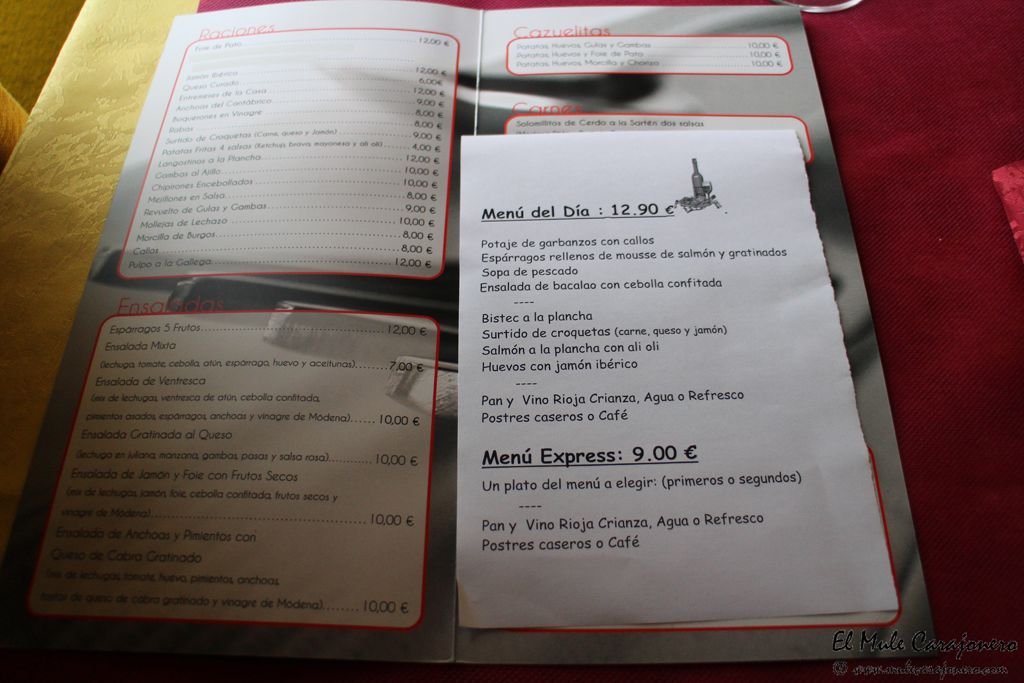 Raciones
Foie de Pato 12,00 €
Jamón Ibérico 12,00 €
Queso Curado 6,00€
Entremeses de la Casa 12,00 €
Anchoas del Cantábrico 9,00 €
Boquerones en Vinagre 8,00 €
Rabas 8,00 €
Surtido de Croquetas (Carne, queso y Jamón) 9,00 €
Patatas Fritas 4 salsas (Ketchup, brava, mayonesa y ali oli) 4,00 €
Langostinos a la Plancha 12,00 €
Gambas al Ajillo 10,00 €
Chipirones Encebollados 10,00 €
Mejillones en Salsa 8,00 €
Revuelto de Gulas y Gambas 9,00 €
Mollejas de Lechazo 10,00 €
Morcilla de Burgos 8,00 €
Callos 8,00 €
Pulpo a la Gallega 12,00 €
Ensaladas
Espárragos 5 Frutos 12,00 €
Ensalada Mixta
(lechuga, tomate, cebolla, atún, espárrago, huevo y aceitunas) 7,00 €
Ensalada de Ventresca
(mix de lechugas, ventresca de atún, cebolla confitada,
pimientos asados, espárragos, anchoas y vinagre de Módena) 10,00 €
Ensalada Gratinada al Queso
(lechuga en juliana, manzana, gambas, pasas y salsa rosa) 10,00 €
Ensalada de Jamón y Foie con Frutos Secos
(mix de lechugas, jamón, foie, cebolla confitada, frutos secos y
vinagre de Módena) 10,00 €
Ensalada de Anchoas y Pimientos con
Queso de Cabra Gratinado
(mix de lechugas, tomate, huevo, pimientos, anchoas,
tostas de queso de cabra gratinado y vinagre de Módena) 10,00 €
Cazuelitas
Patatas, Huevos, Gulas y Gambas 10,00 €
Patatas, Huevos y Foie de Pato 10,00 €
Patatas, Huevos, Morcilla y Chorizo 10,00 €
Carnes
Solomillitos de Cerdo a la Sartén dos salsas
Menú del Día : 12.90 €
Potaje de garbanzos con callos
Espárragos rellenos de mousse de salmón y gratinados
Sopa de pescado
Ensalada de bacalao con cebolla confitada
----
Bistec a la plancha
Surtido de croquetas (carne, queso y jamón)
Salmón a la plancha con ali oli
Huevos con jamón ibérico
----
Pan y Vino Rioja Crianza, Agua o Refresco
Postres caseros o Café
Menú Express: 9.00 €
Un plato del menú a elegir: (primeros o segundos)
----
Pan y Vino Rioja Crianza, Agua o Refresco
Postres caseros o Café
El Mule Carajonero
© www.mulecarajonero.com